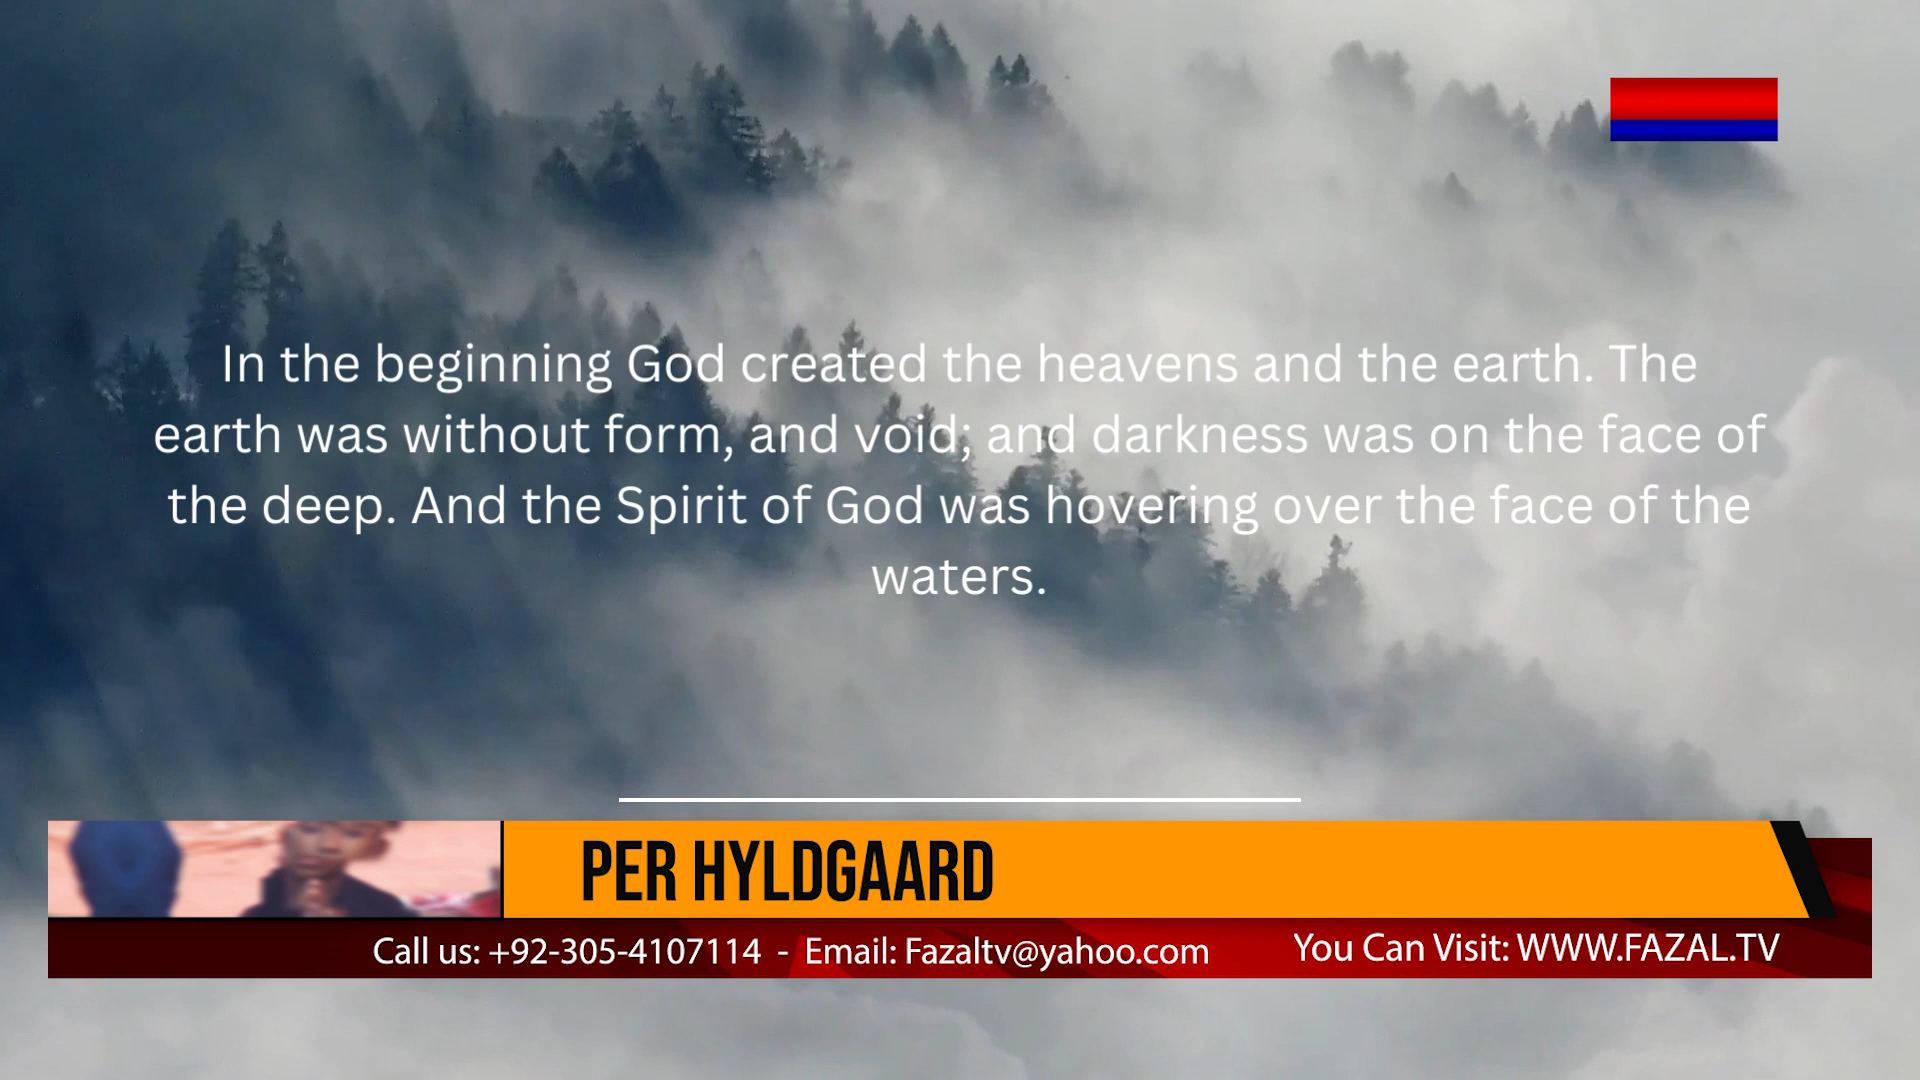 In the beginning God created the heavens and the earth. The
earth was without form, and void; and darkness was on the face of
the deep. And the Spirit of God was hovering over the face of the
waters.
PER HYLDGAARD
Call us: +92-305-4107114 - Email: Fazaltv@yahoo.com You Can Visit: WWW.FAZAL.TV